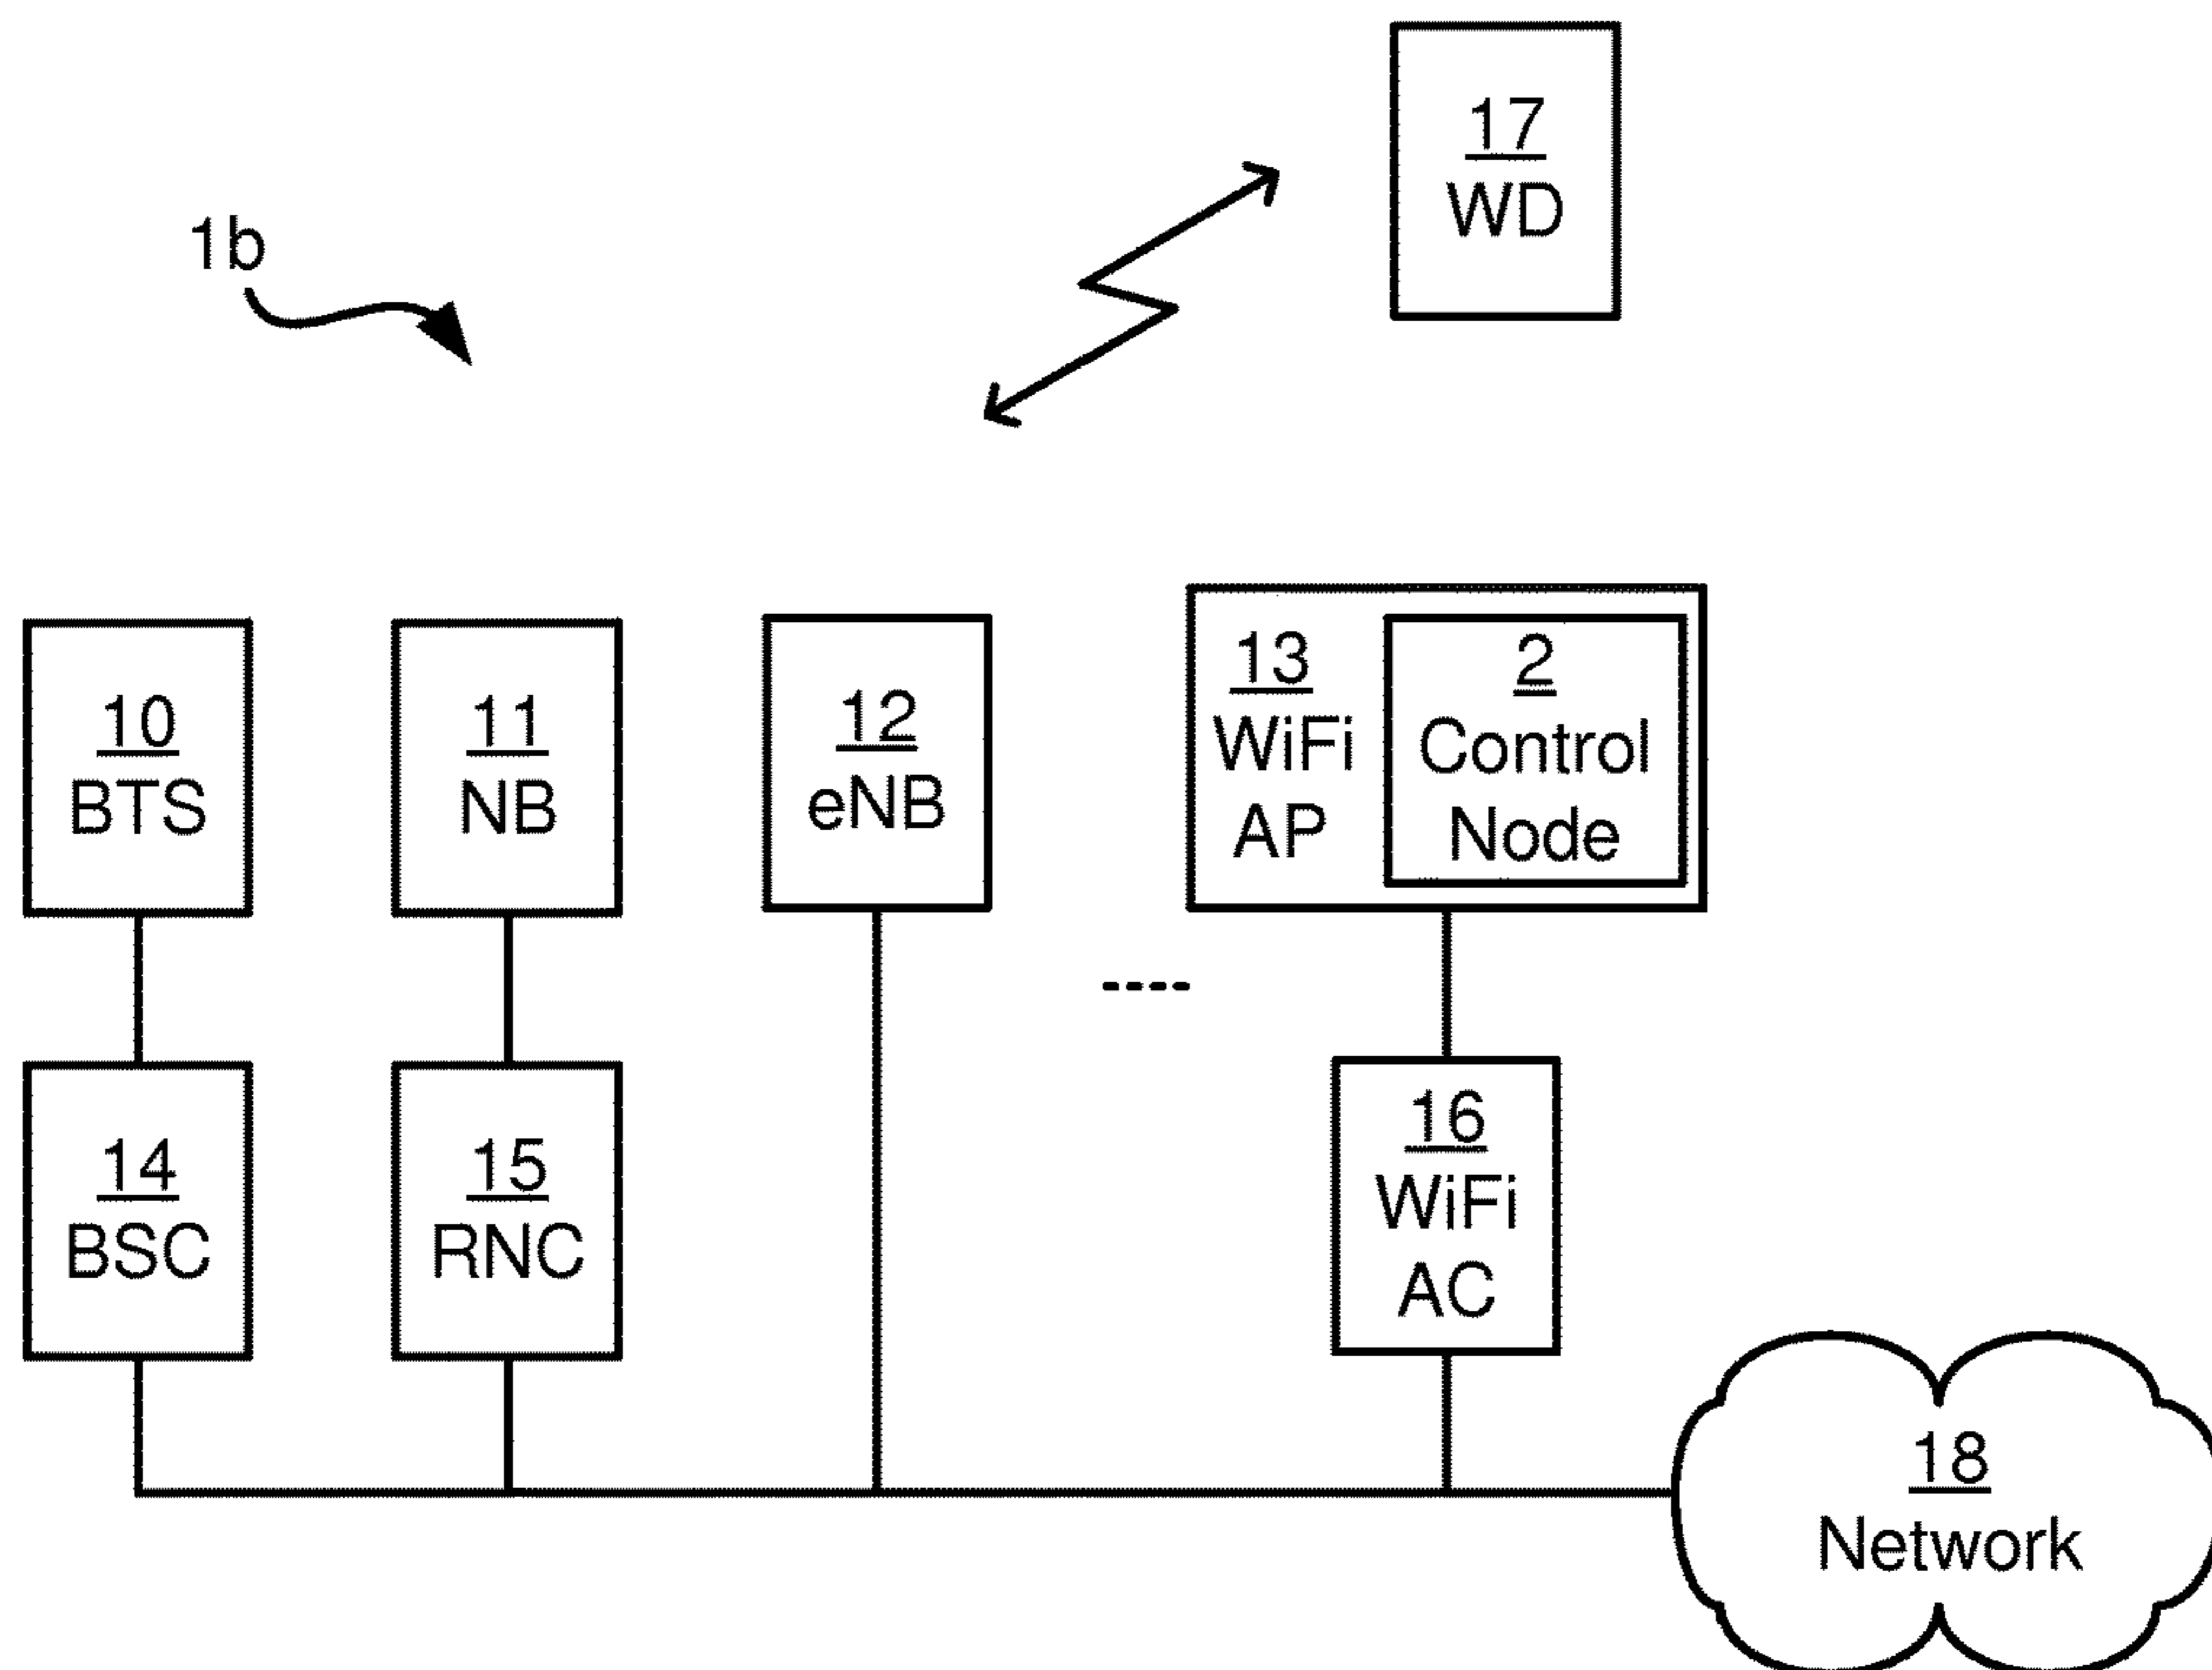 17
WD
1b
10
BTS
11
NB
12
eNB
13
WiFi
AP
2
Control
Node
14
BSC
15
RNC
16
WiFi
AC
18
Network